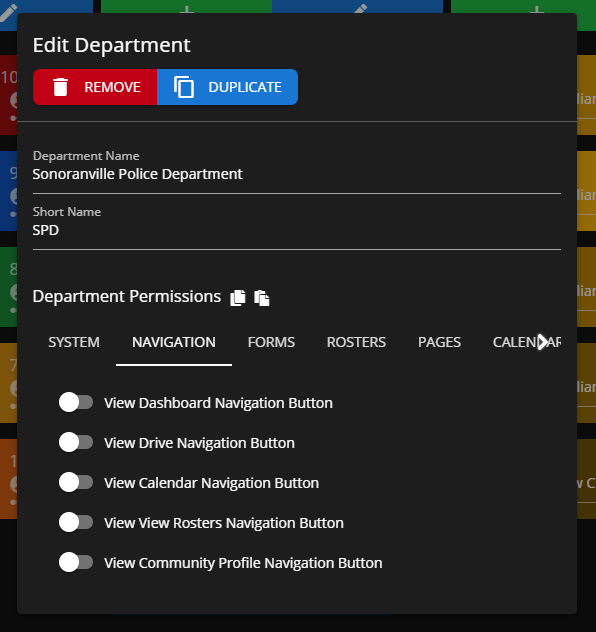 Edit Department
REMOVE DUPLICATE
Department Name
Sonoranville Police Department
Short Name
SPD
Department Permissions
SYSTEM NAVIGATION FORMS ROSTERS PAGES CALENDAR
View Dashboard Navigation Button
View Drive Navigation Button
View Calendar Navigation Button
View View Rosters Navigation Button
View Community Profile Navigation Button